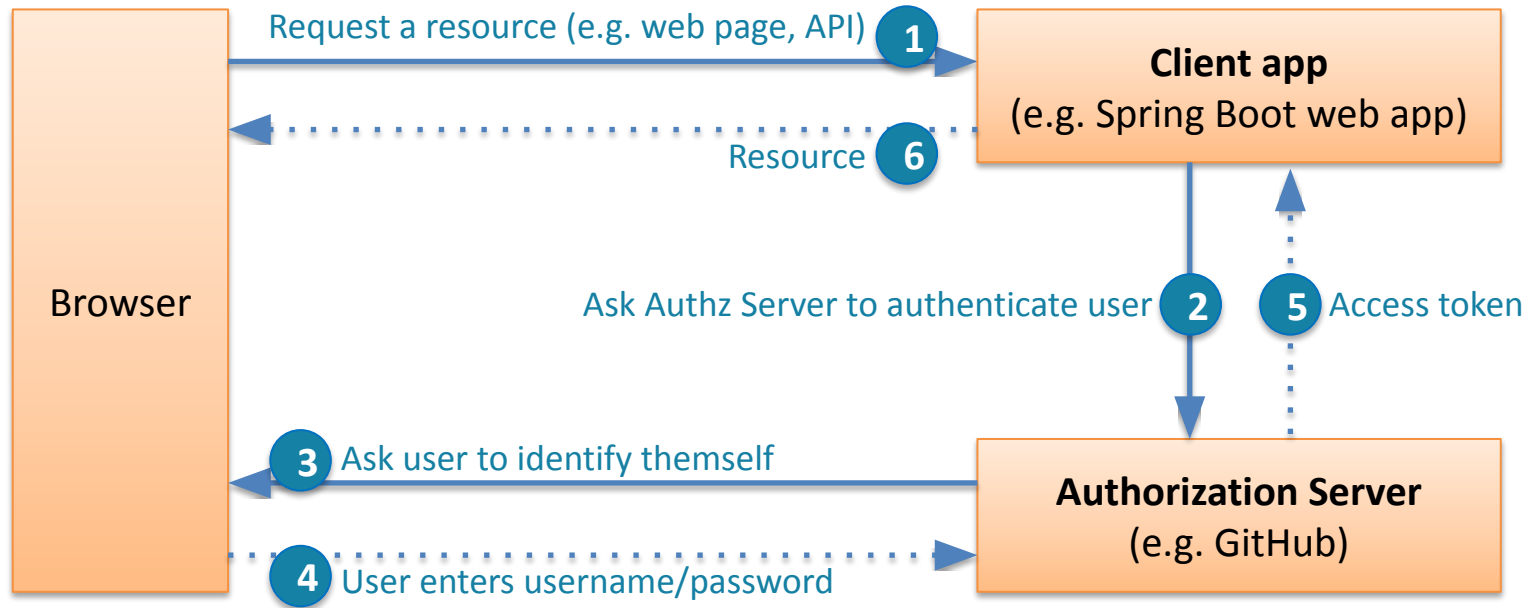 Request a resource (e.g. web page, API)
1
Client app
(e.g. Spring Boot web app)
Resource
6
Browser
Ask Authz Server to authenticate user
2
5
Access token
3
Ask user to identify themself
Authorization Server
(e.g. GitHub)
4
User enters username/password